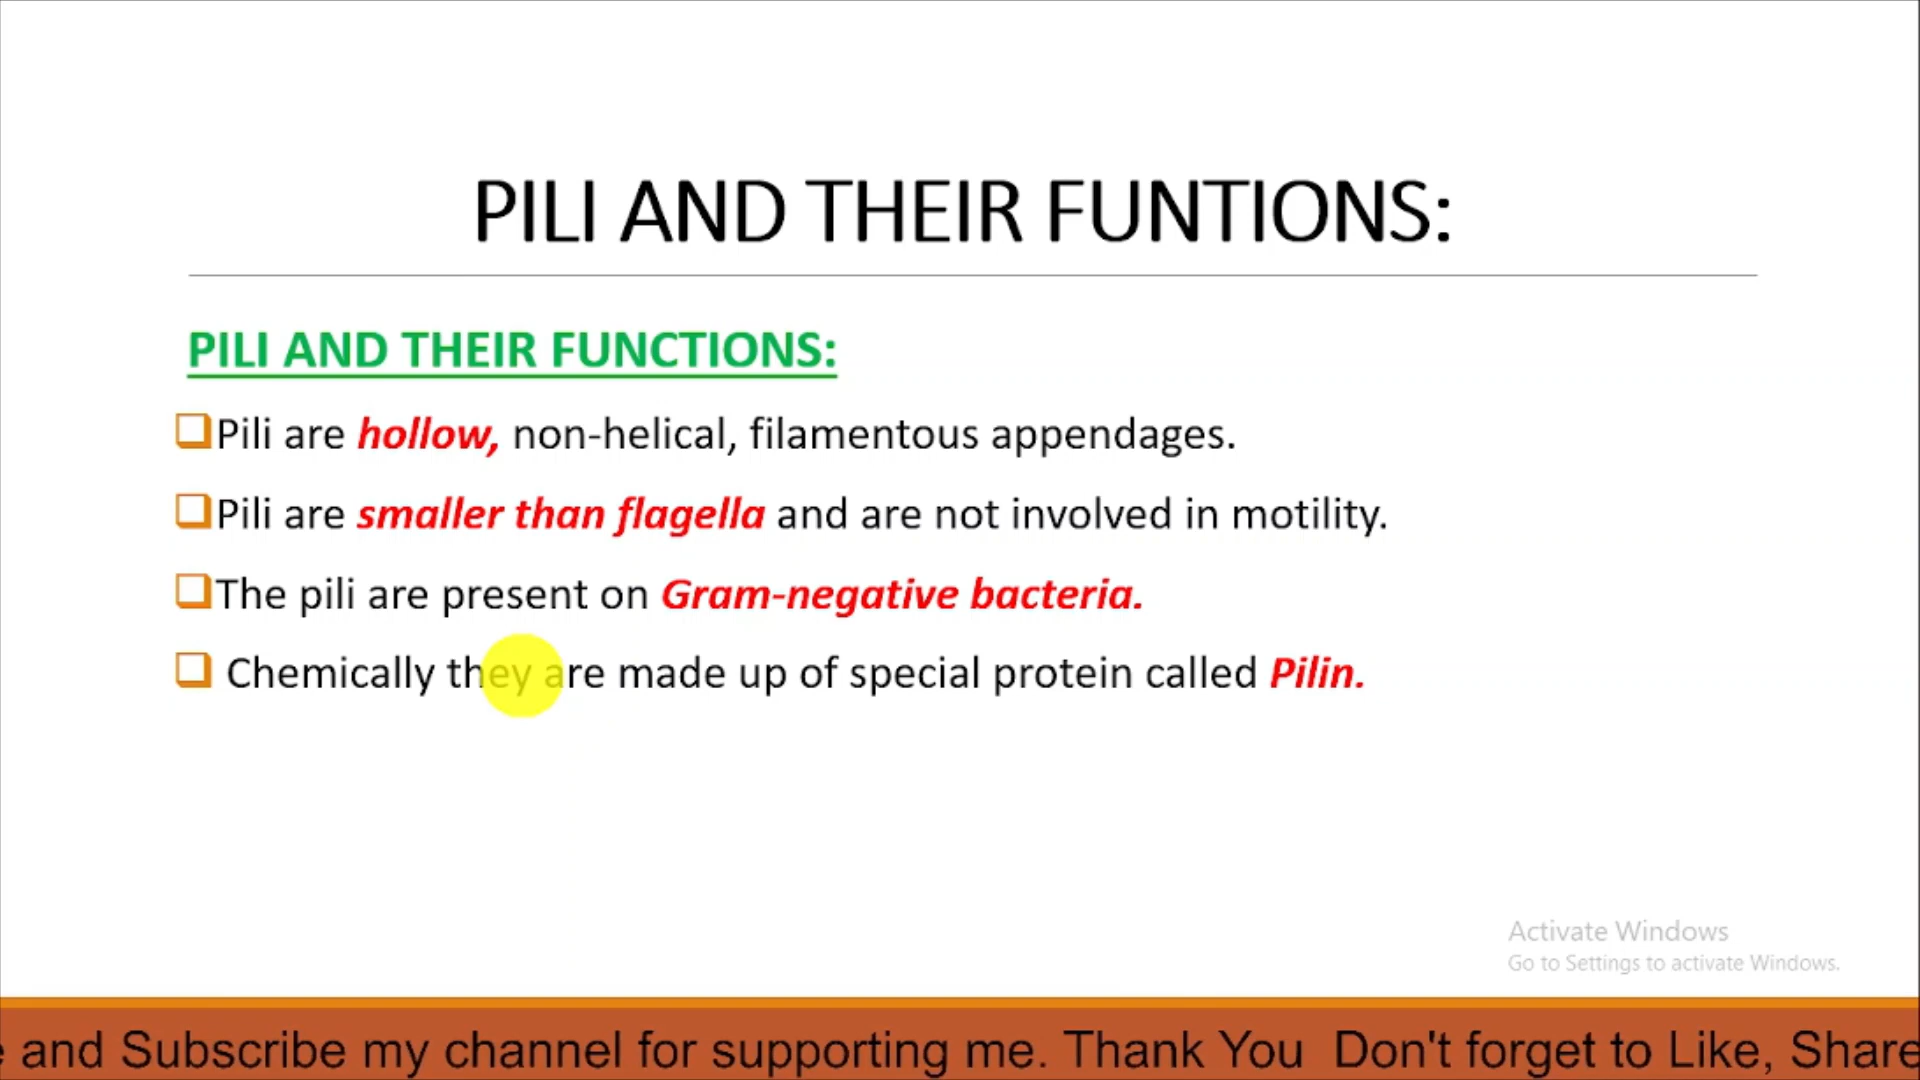 PILI AND THEIR FUNTIONS:
PILI AND THEIR FUNCTIONS:
Pili are hollow, non-helical, filamentous appendages.
Pili are smaller than flagella and are not involved in motility.
The pili are present on Gram-negative bacteria.
Chemically they are made up of special protein called Pilin.
Activate Windows
Go to Settings to activate Windows.
and Subscribe my channel for supporting me. Thank You Don't forget to Like, Share